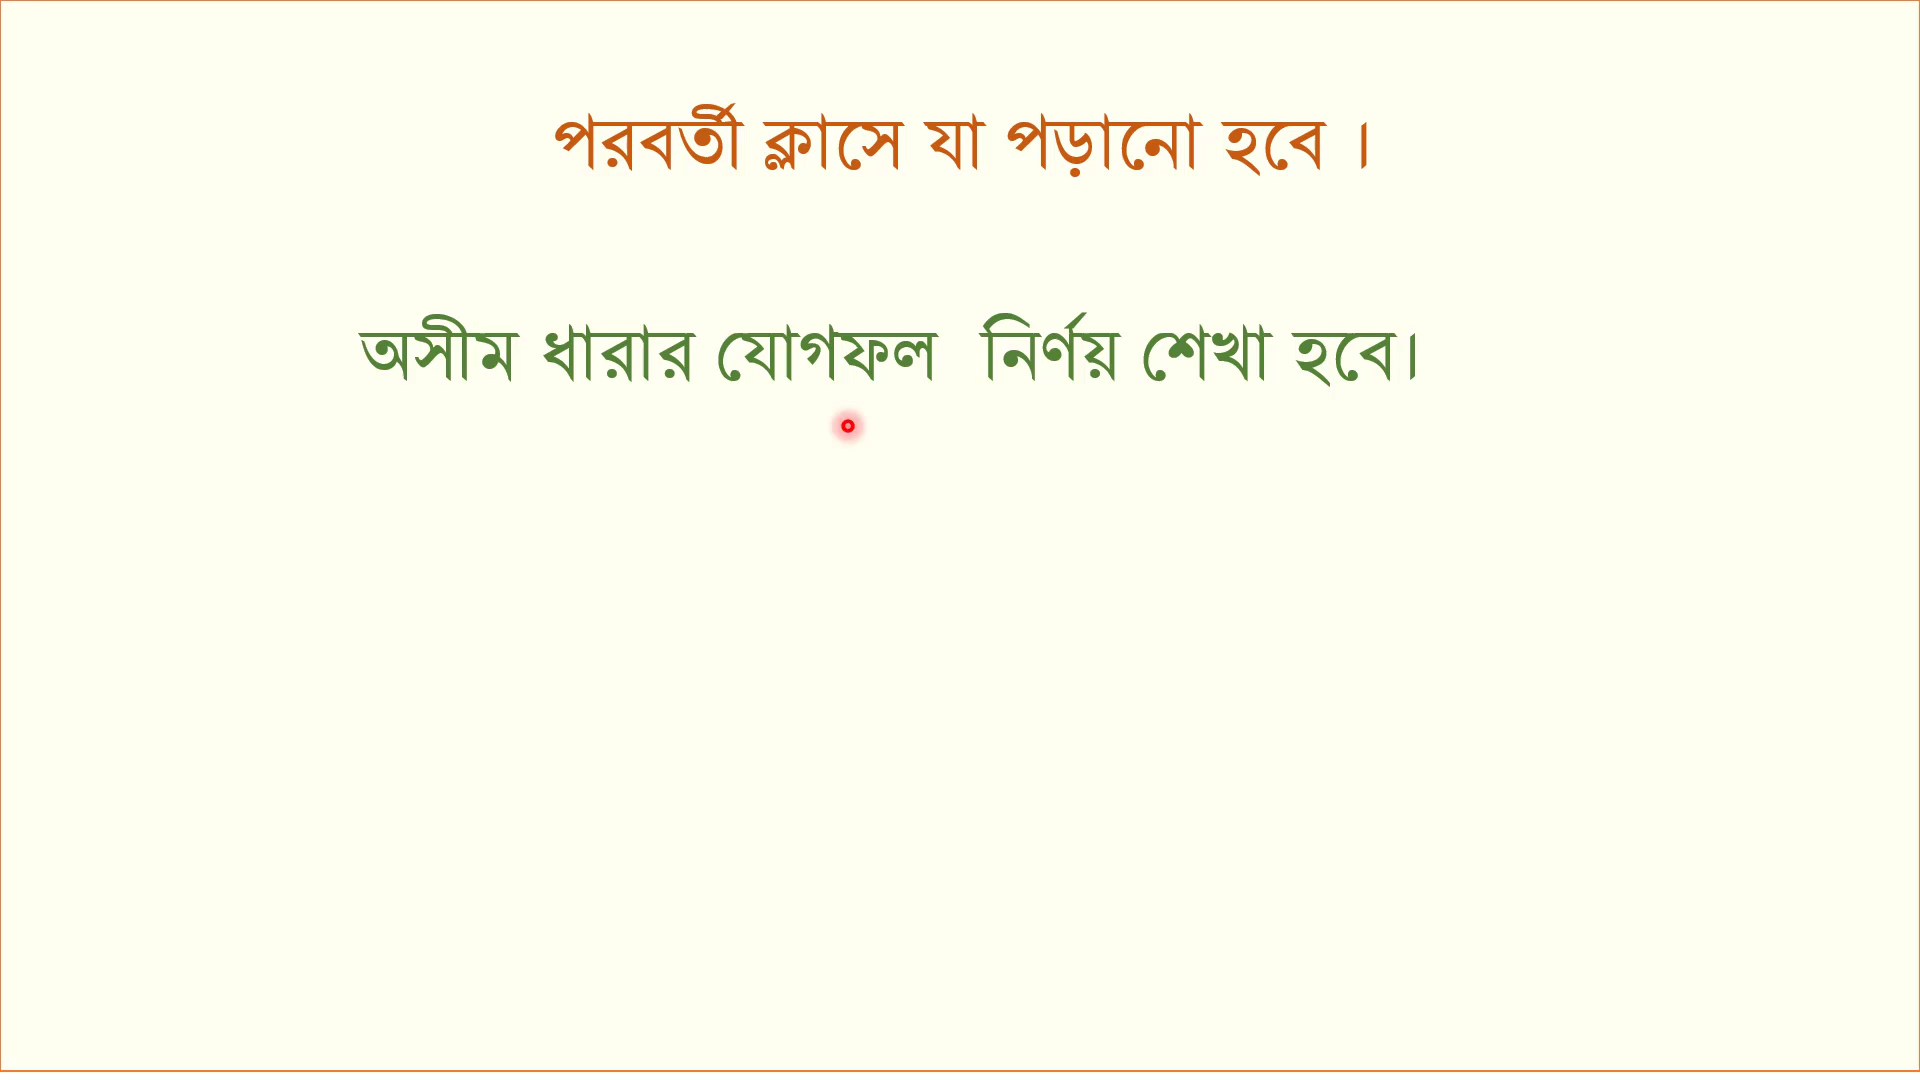 পরবর্তী ক্লাসে যা পড়ানো হবে ।
অসীম ধারার যোগফল  নির্ণয় শেখা হবে।